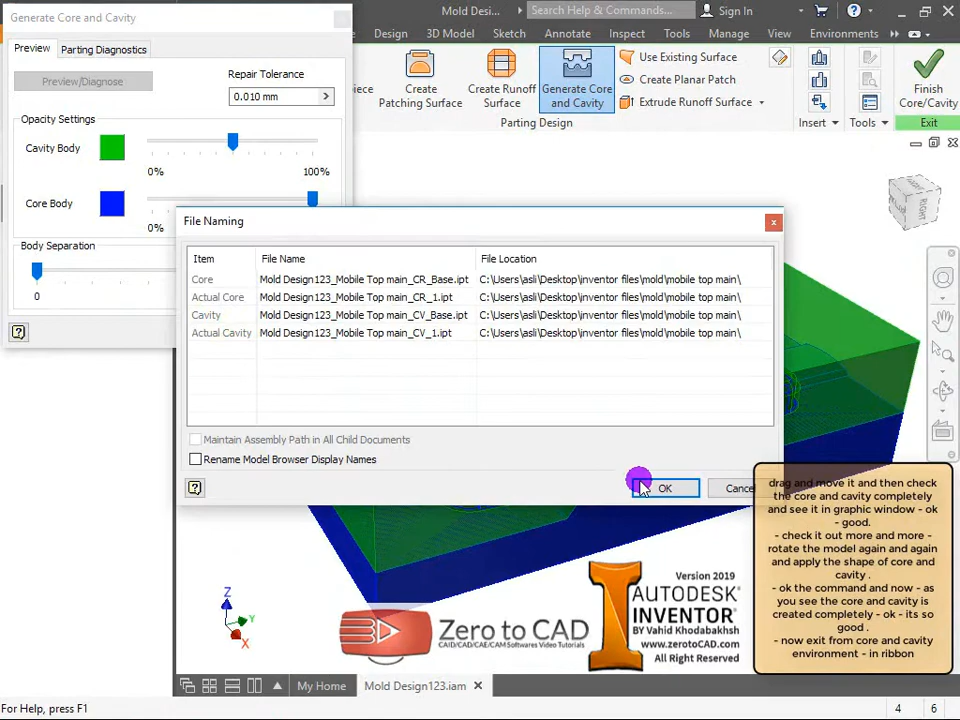 Generate Core and Cavity
Preview
Parting Diagnostics
Preview/Diagnose
Repair Tolerance
0.010 mm
Opacity Settings
Cavity Body
0%
100%
Core Body
0%
Body Separation
0
Mold Desi...
Search Help & Commands...
Sign In
Design
3D Model
Sketch
Annotate
Inspect
Tools
Manage
View
Environments
iece
Create
Patching Surface
Create Runoff
Surface
Generate Core
and Cavity
Use Existing Surface
Create Planar Patch
Extrude Runoff Surface
Parting Design
Insert
Tools
Finish
Core/Cavity
Exit
RIGHT
File Naming
Item File Name File Location
Core Mold Design123_Mobile Top main_CR_Base.ipt C:\Users\asli\Desktop\inventor files\mold\mobile top main\
Actual Core Mold Design123_Mobile Top main_CR_1.ipt C:\Users\asli\Desktop\inventor files\mold\mobile top main\
Cavity Mold Design123_Mobile Top main_CV_Base.ipt C:\Users\asli\Desktop\inventor files\mold\mobile top main\
Actual Cavity Mold Design123_Mobile Top main_CV_1.ipt C:\Users\asli\Desktop\inventor files\mold\mobile top main\
Maintain Assembly Path in All Child Documents
Rename Model Browser Display Names
OK
Cancel
drag and move it and then check
the core and cavity completely
and see it in graphic window - ok
- good.
- check it out more and more -
rotate the model again and again
and apply the shape of core and
cavity .
- ok the command and now - as
you see the core and cavity is
created completely - ok - its so
good .
- now exit from core and cavity
environment - in ribbon
Z
Y
X
Zero to CAD
CAID/CAD/CAE/CAM Softwares Video Tutorials
Version 2019
AUTODESK
INVENTOR
BY Vahid Khodabakhsh
www.zerotoCAD.com
All Right Reserved
My Home
Mold Design123.iam
For Help, press F1
4
6